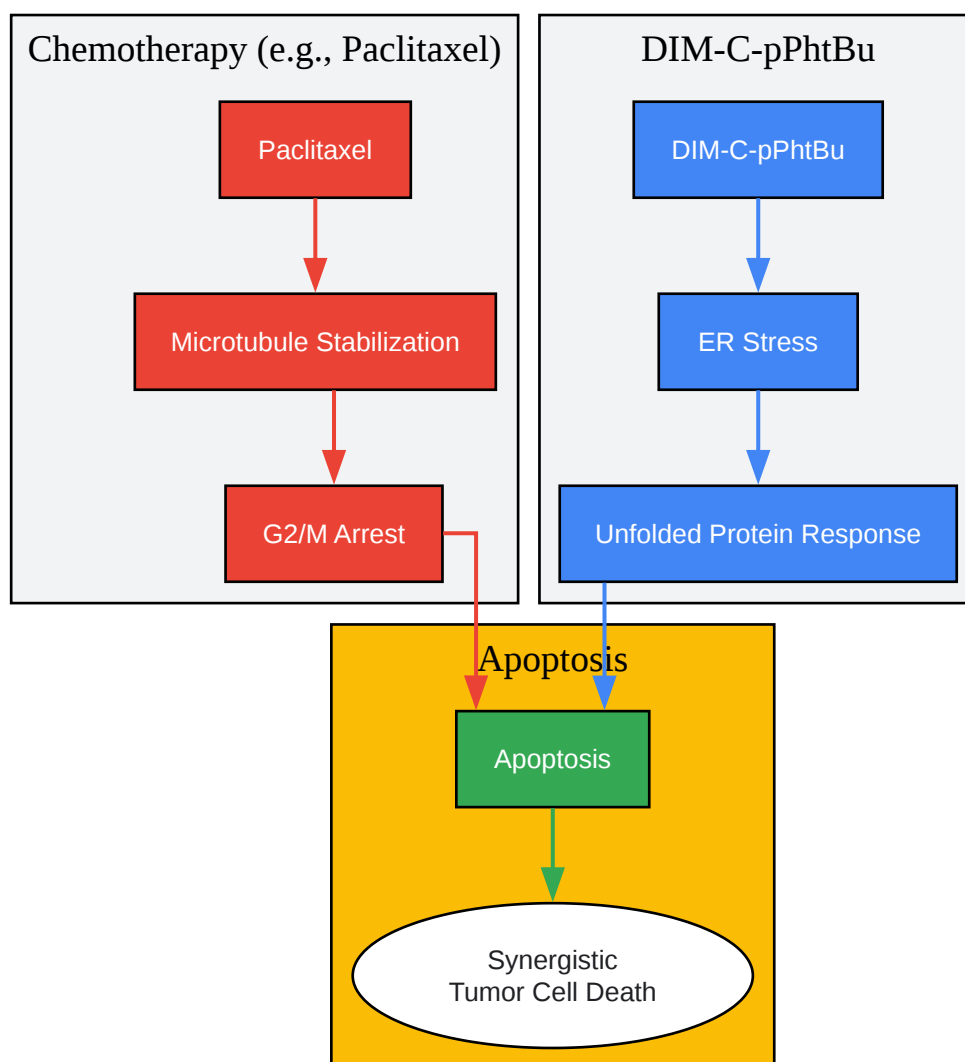 Chemotherapy (e.g., Paclitaxel)
Paclitaxel
Microtubule Stabilization
G2/M Arrest
DIM-C-pPhtBu
DIM-C-pPhtBu
ER Stress
Unfolded Protein Response
Apoptosis
Apoptosis
Synergistic
Tumor Cell Death